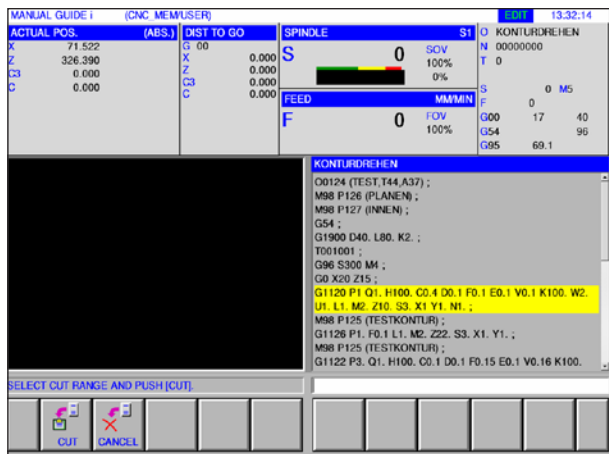 MANUAL GUIDE i (CNC_MEM/USER) EDIT 13:32:14
ACTUAL POS. (ABS.)
X 71.522
Z 326.390
C3 0.000
C 0.000
DIST TO GO
G 00
X 0.000
Z 0.000
C3 0.000
C 0.000
SPINDLE S1
S 0 SOV
100%
0%
FEED MM/MIN
F 0 FOV
100%
O KONTURDREHEN
N 00000000
T 0
S 0 M5
F 0
G00 17 40
G54 96
G95 69.1
KONTURDREHEN
O0124 (TEST,T44,A37) ;
M98 P126 (PLANEN) ;
M98 P127 (INNEN) ;
G54 ;
G1900 D40. L80. K2. ;
T001001 ;
G96 S300 M4 ;
G0 X20 Z15 ;
G1120 P1 Q1. H100. C0.4 D0.1 F0.1 E0.1 V0.1 K100. W2.
U1. L1. M2. Z10. S3. X1 Y1. N1. ;
M98 P125 (TESTKONTUR) ;
G1126 P1. F0.1 L1. M2. Z22. S3. X1. Y1. ;
M98 P125 (TESTKONTUR) ;
G1122 P3. Q1. H100. C0.1 D0.1 F0.15 E0.1 V0.16 K100.
SELECT CUT RANGE AND PUSH [CUT].
CUT CANCEL